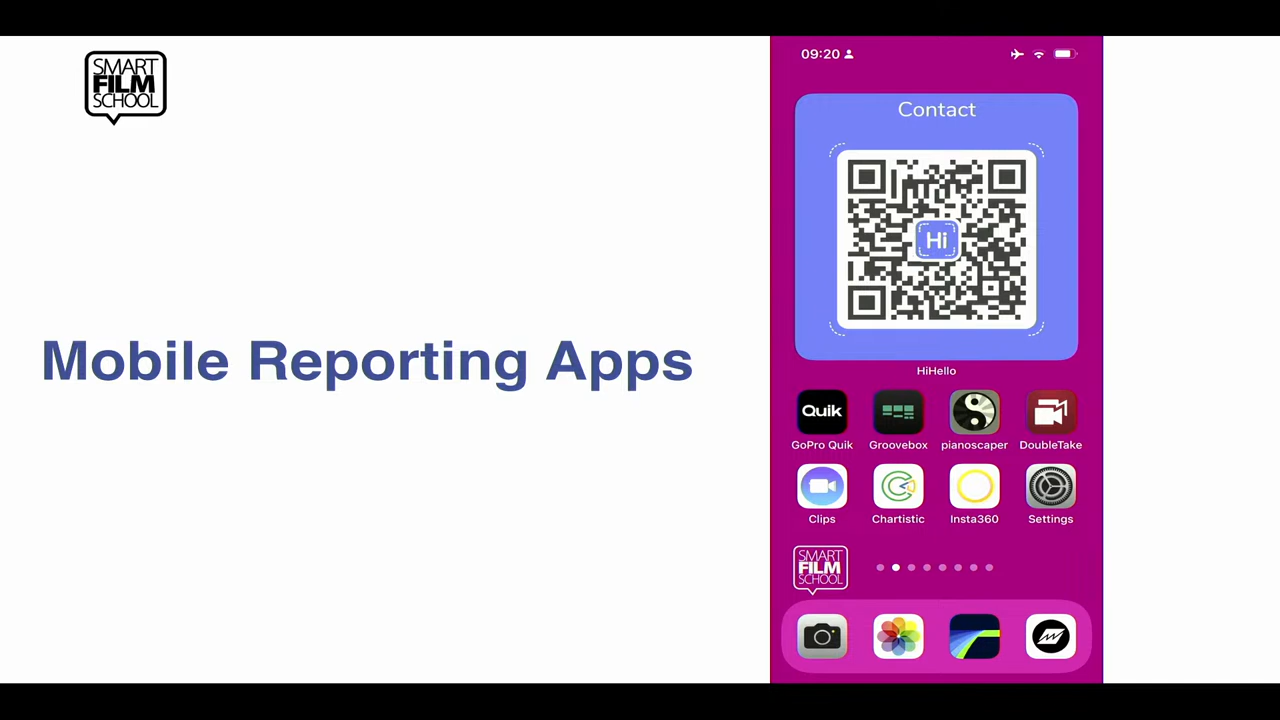 SMART
FILM
SCHOOL
Mobile Reporting Apps
09:20
Contact
Hi
HiHello
Quik
GoPro Quik
Groovebox
pianoscaper
DoubleTake
Clips
Chartistic
Insta360
Settings
SMART
FILM
SCHOOL